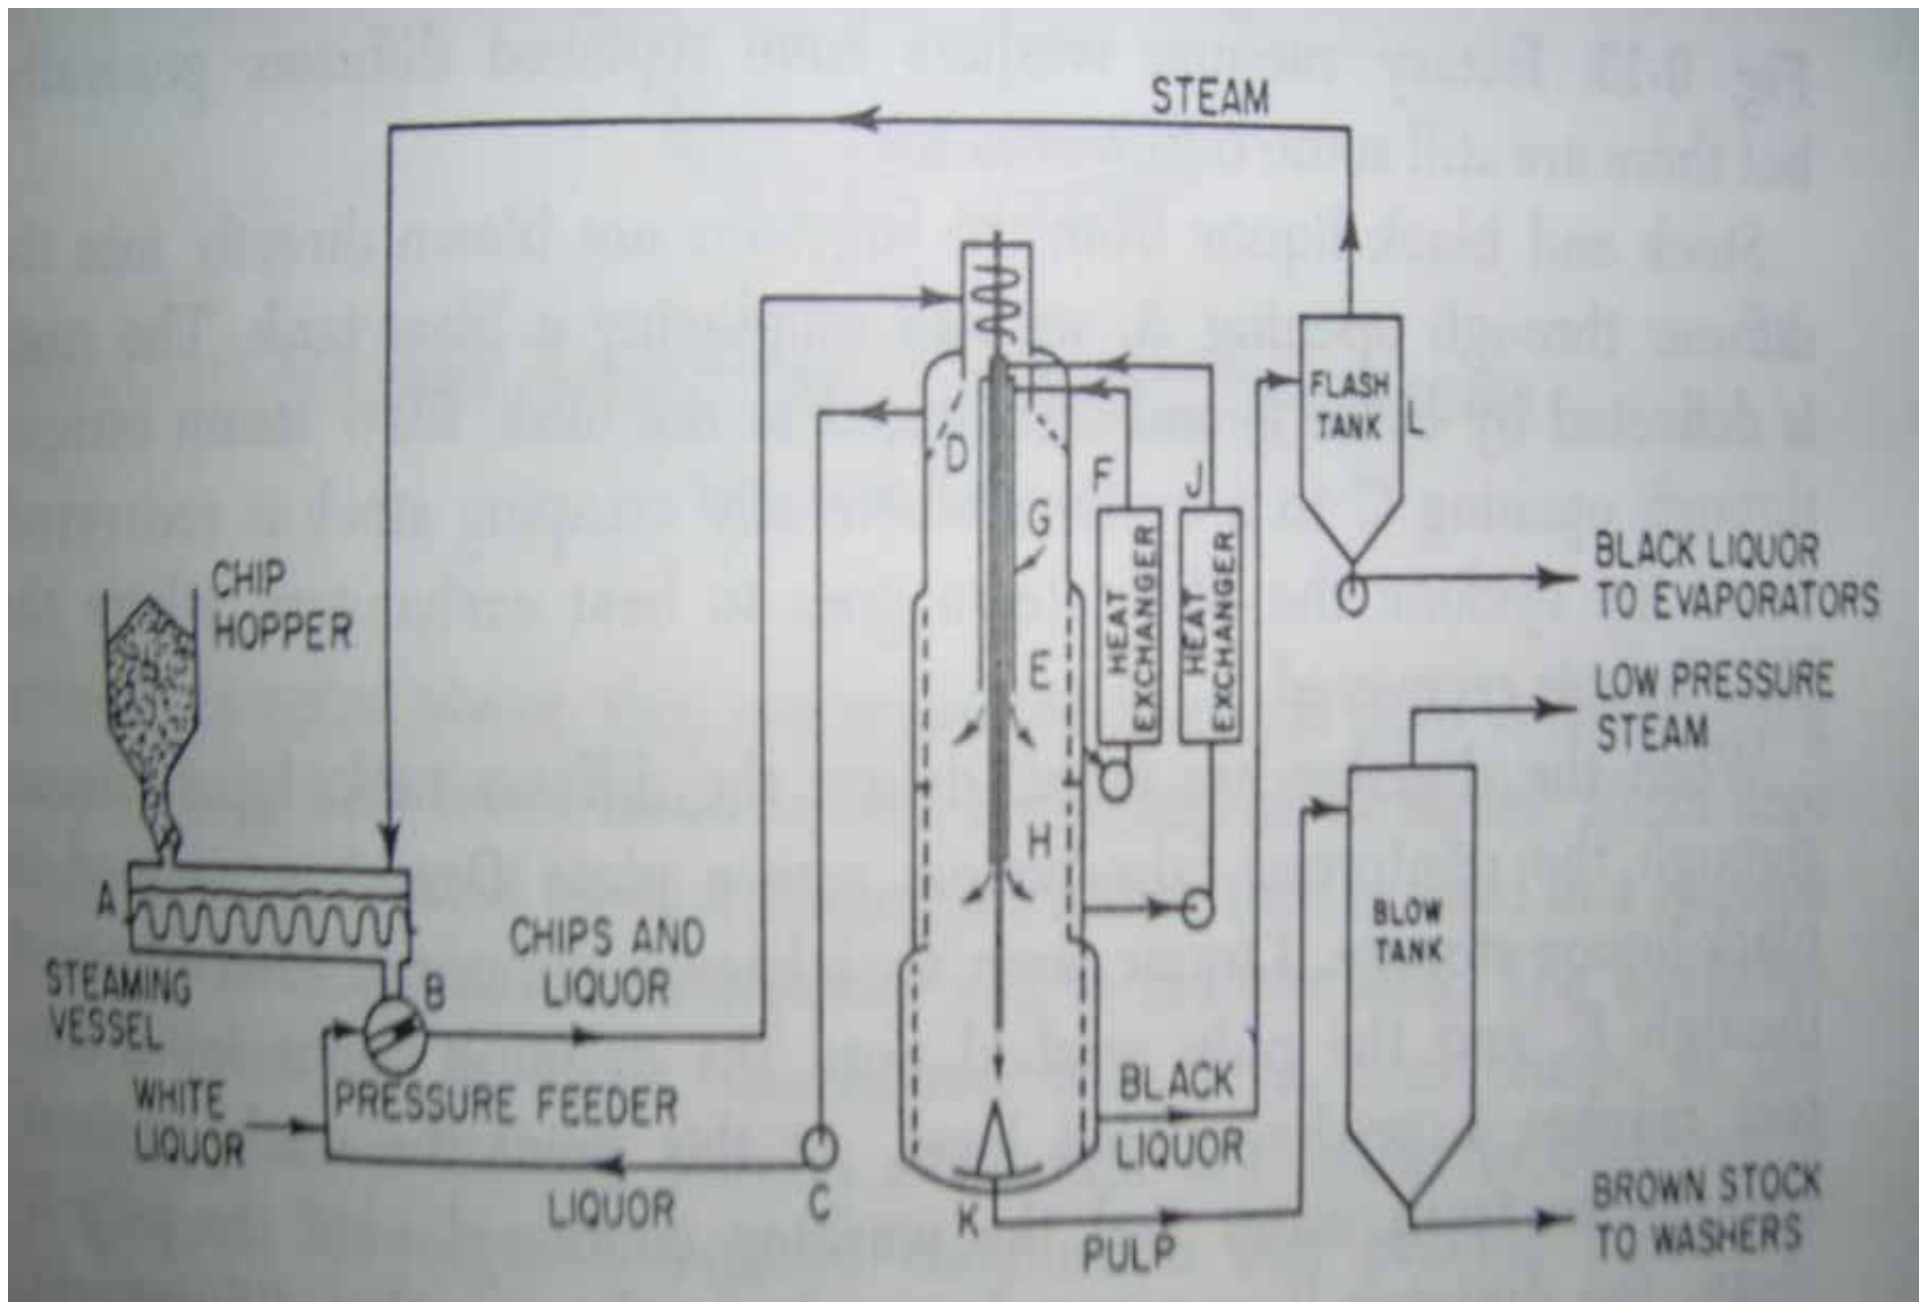 STEAM
FLASH
TANK
L
D
F
J
G
E
H
HEAT
EXCHANGER
HEAT
EXCHANGER
CHIP
HOPPER
BLACK LIQUOR
TO EVAPORATORS
LOW PRESSURE
STEAM
A
STEAMING
VESSEL
B
CHIPS AND
LIQUOR
BLOW
TANK
WHITE
LIQUOR
PRESSURE FEEDER
BLACK
LIQUOR
LIQUOR
C
K
PULP
BROWN STOCK
TO WASHERS